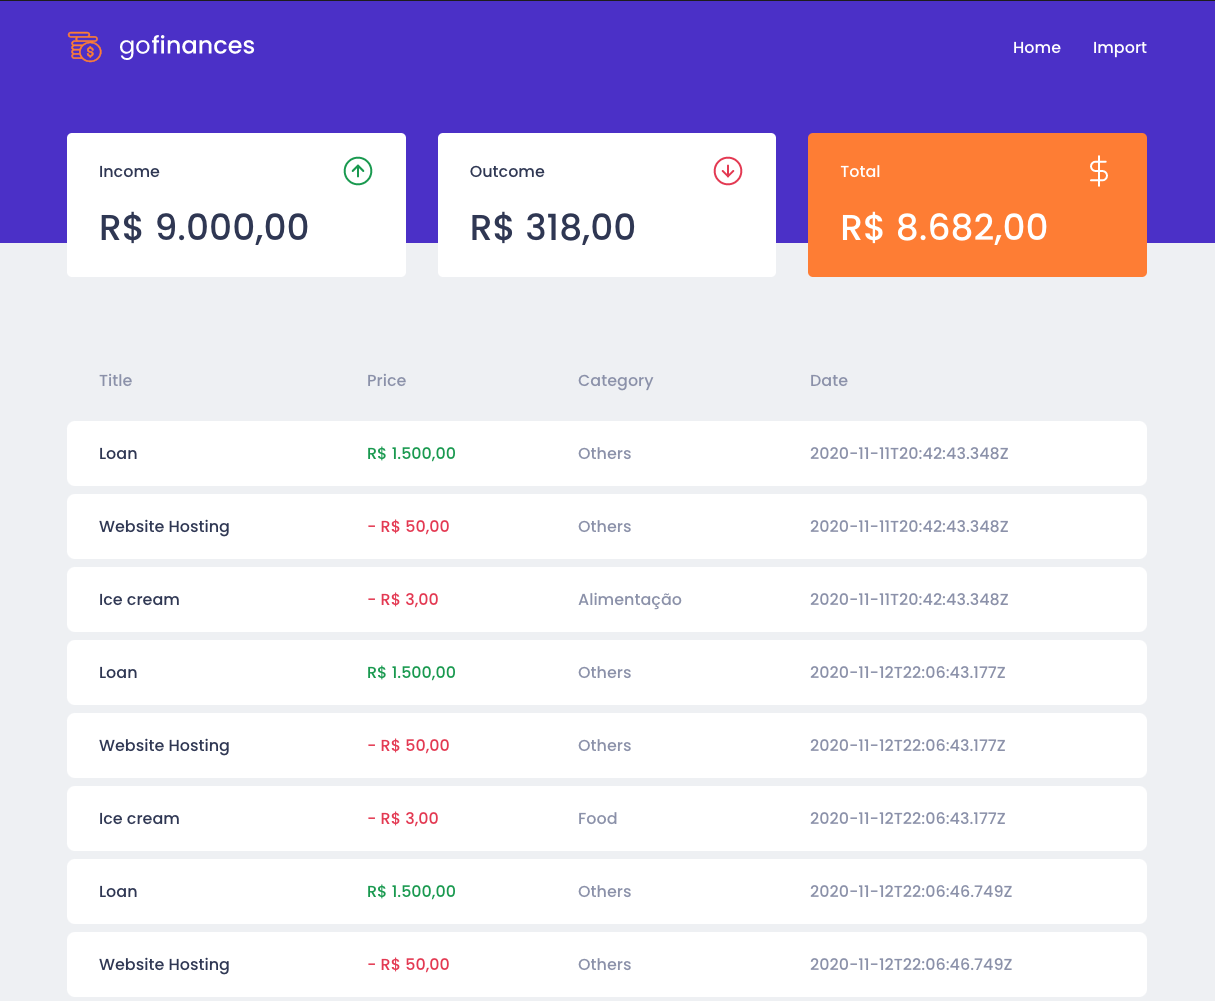 gofinances Home Import
Income Outcome Total $
R$ 9.000,00 R$ 318,00 R$ 8.682,00
Title Price Category Date
Loan R$ 1.500,00 Others 2020-11-11T20:42:43.348Z
Website Hosting - R$ 50,00 Others 2020-11-11T20:42:43.348Z
Ice cream - R$ 3,00 Alimentação 2020-11-11T20:42:43.348Z
Loan R$ 1.500,00 Others 2020-11-12T22:06:43.177Z
Website Hosting - R$ 50,00 Others 2020-11-12T22:06:43.177Z
Ice cream - R$ 3,00 Food 2020-11-12T22:06:43.177Z
Loan R$ 1.500,00 Others 2020-11-12T22:06:46.749Z
Website Hosting - R$ 50,00 Others 2020-11-12T22:06:46.749Z